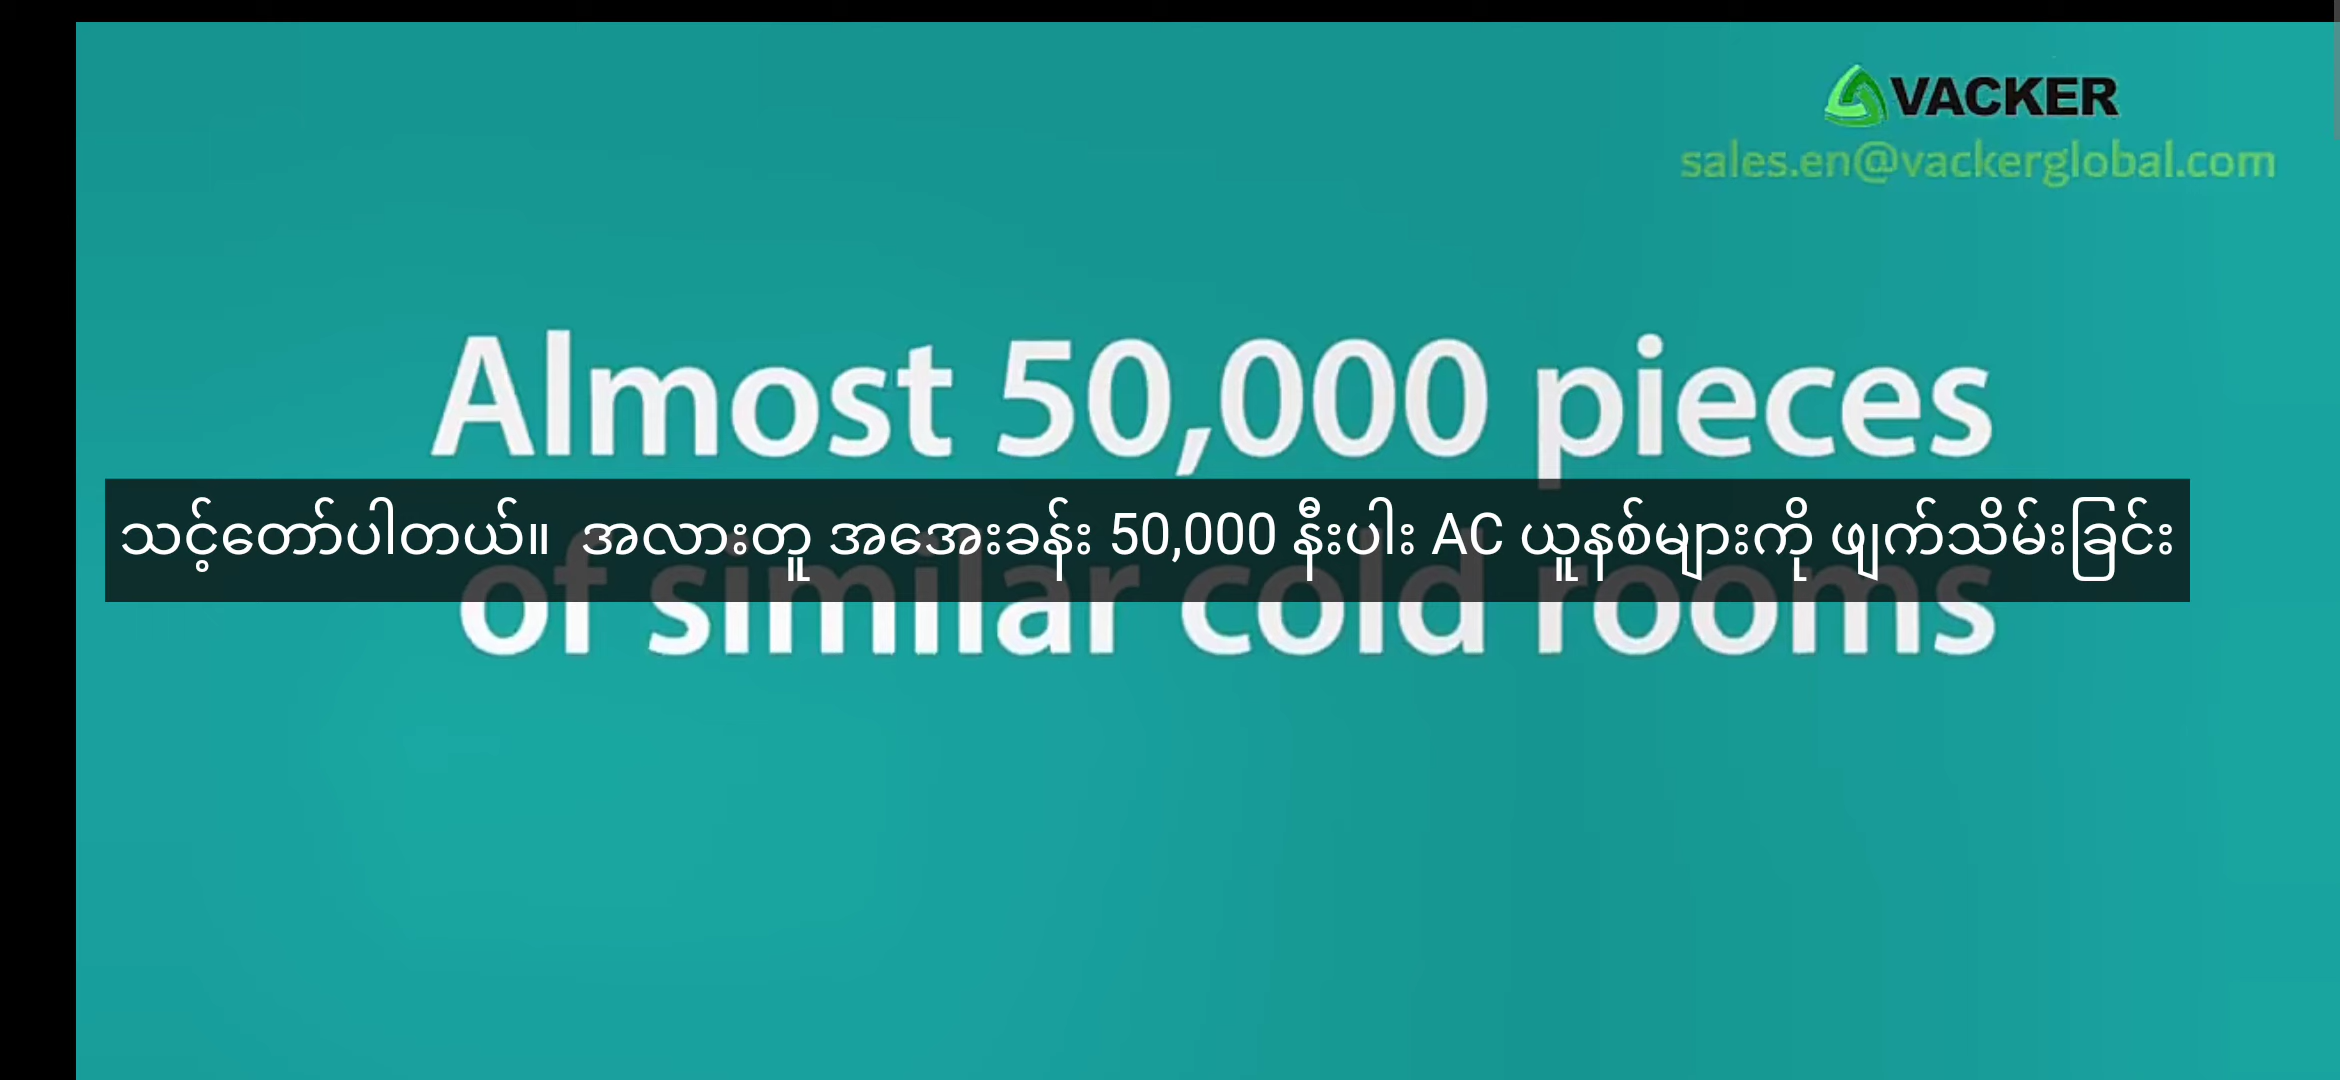 VACKER
sales.en@vackerglobal.com
Almost 50,000 pieces
သင့်တော်ပါတယ်။ အလားတူ အအေးခန်း 50,000 နီးပါး AC ယူနစ်များကို ဖျက်သိမ်းခြင်း
of similar cold rooms